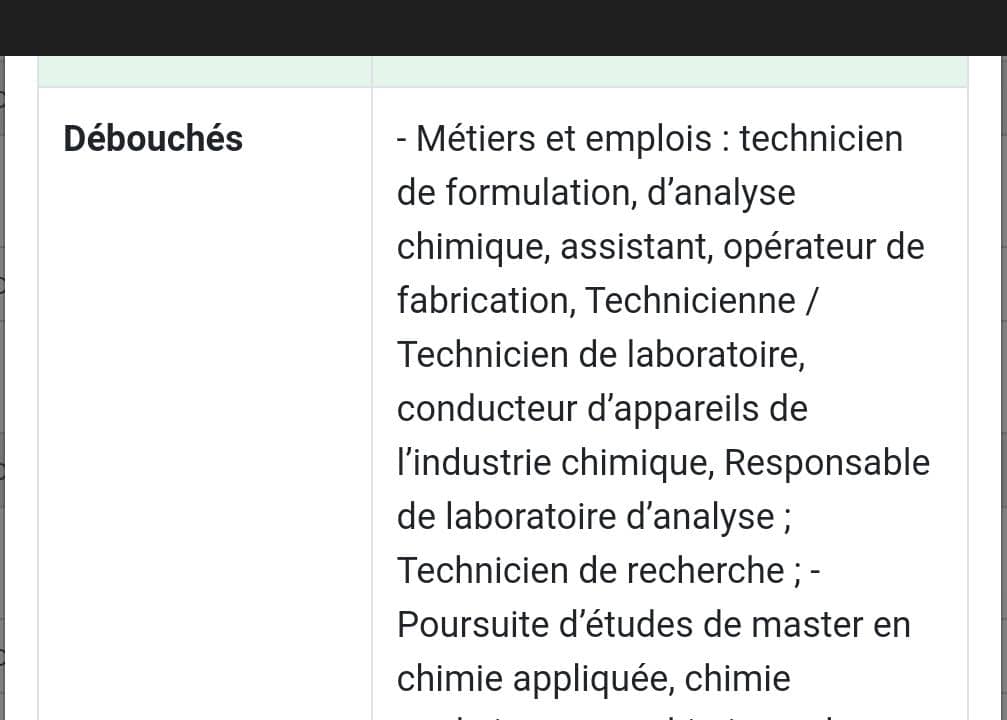 Débouchés
- Métiers et emplois : technicien
de formulation, d’analyse
chimique, assistant, opérateur de
fabrication, Technicienne /
Technicien de laboratoire,
conducteur d’appareils de
l’industrie chimique, Responsable
de laboratoire d’analyse ;
Technicien de recherche ; -
Poursuite d’études de master en
chimie appliquée, chimie